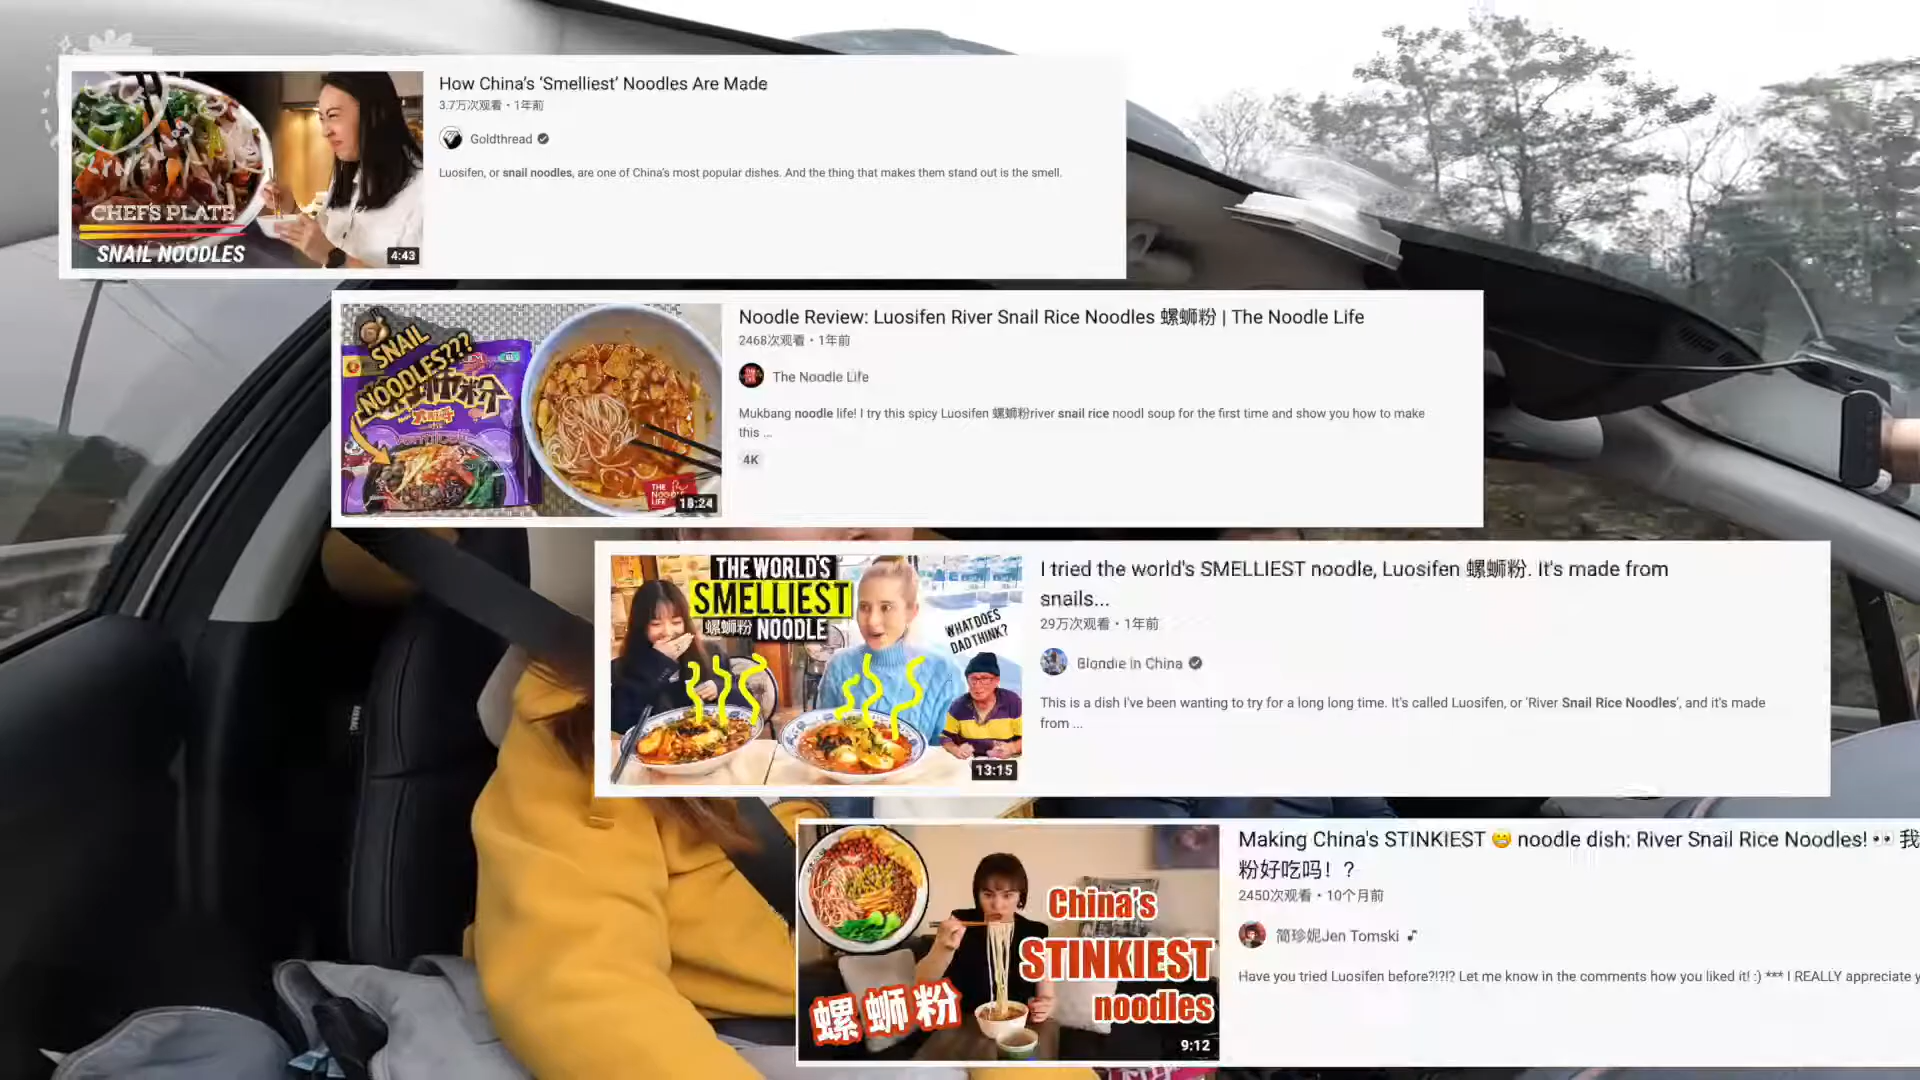 How China's 'Smelliest' Noodles Are Made
3.7万次观看・1年前
Goldthread
Luosifen, or snail noodles, are one of China's most popular dishes. And the thing that makes them stand out is the smell.
CHEF'S PLATE
SNAIL NOODLES
4:43
Noodle Review: Luosifen River Snail Rice Noodles 螺蛳粉 | The Noodle Life
2468次观看・1年前
The Noodle Life
Mukbang noodle life! I try this spicy Luosifen 螺蛳粉river snail rice noodl soup for the first time and show you how to make
this ...
4K
SNAIL
NOODLES???
THE
NOODLE
LIFE
18:24
I tried the world's SMELLIEST noodle, Luosifen 螺蛳粉. It's made from
snails...
29万次观看・1年前
Blondie in China
This is a dish I've been wanting to try for a long long time. It's called Luosifen, or 'River Snail Rice Noodles', and it's made
from ...
THE WORLD'S
SMELLIEST
螺蛳粉 NOODLE
WHAT DOES
DAD THINK?
13:15
Making China's STINKIEST 😬 noodle dish: River Snail Rice Noodles! 👀 我
粉好吃吗！？
2450次观看・10个月前
简珍妮Jen Tomski ♪
Have you tried Luosifen before?!?!? Let me know in the comments how you liked it! :) *** I REALLY appreciate y
China's
STINKIEST
noodles
螺蛳粉
9:12
AIRBAG